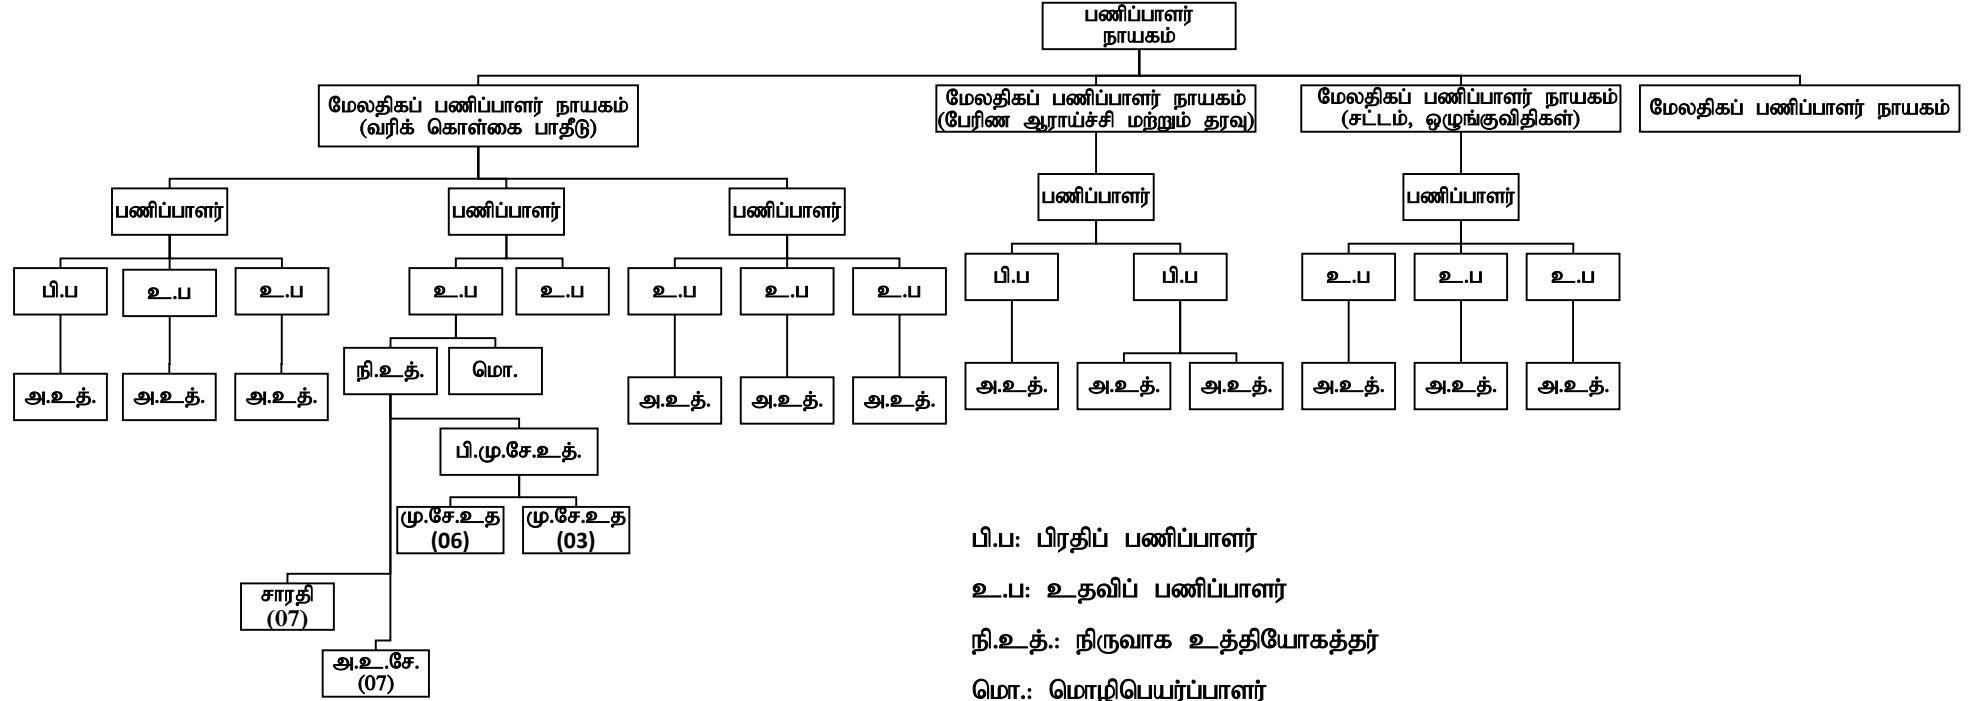 பணிப்பாளர்
நாயகம்
மேலதிகப் பணிப்பாளர் நாயகம்
(வரிக் கொள்கை பாதீடு)
மேலதிகப் பணிப்பாளர் நாயகம்
(பேரிண ஆராய்ச்சி மற்றும் தரவு)
மேலதிகப் பணிப்பாளர் நாயகம்
(சட்டம், ஒழுங்குவிதிகள்)
மேலதிகப் பணிப்பாளர் நாயகம்
பணிப்பாளர்
பணிப்பாளர்
பணிப்பாளர்
பணிப்பாளர்
பணிப்பாளர்
பி.ப
உ.ப
உ.ப
உ.ப
உ.ப
உ.ப
உ.ப
உ.ப
பி.ப
பி.ப
உ.ப
உ.ப
உ.ப
அ.உத்.
அ.உத்.
அ.உத்.
நி.உத்.
மொ.
அ.உத்.
அ.உத்.
அ.உத்.
அ.உத்.
அ.உத்.
அ.உத்.
அ.உத்.
அ.உத்.
அ.உத்.
பி.மு.சே.உத்.
மு.சே.உத
(06)
மு.சே.உத
(03)
சாரதி
(07)
அ.உ.சே.
(07)
பி.ப: பிரதிப் பணிப்பாளர்
உ.ப: உதவிப் பணிப்பாளர்
நி.உத்.: நிருவாக உத்தியோகத்தர்
மொ.: மொழிபெயர்ப்பாளர்